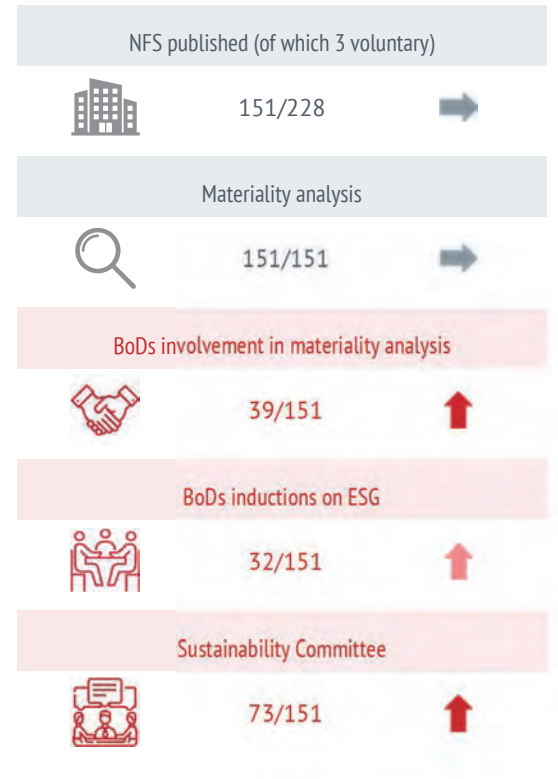 NFS published (of which 3 voluntary)
151/228
Materiality analysis
151/151
BoDs involvement in materiality analysis
39/151
BoDs inductions on ESG
32/151
Sustainability Committee
73/151